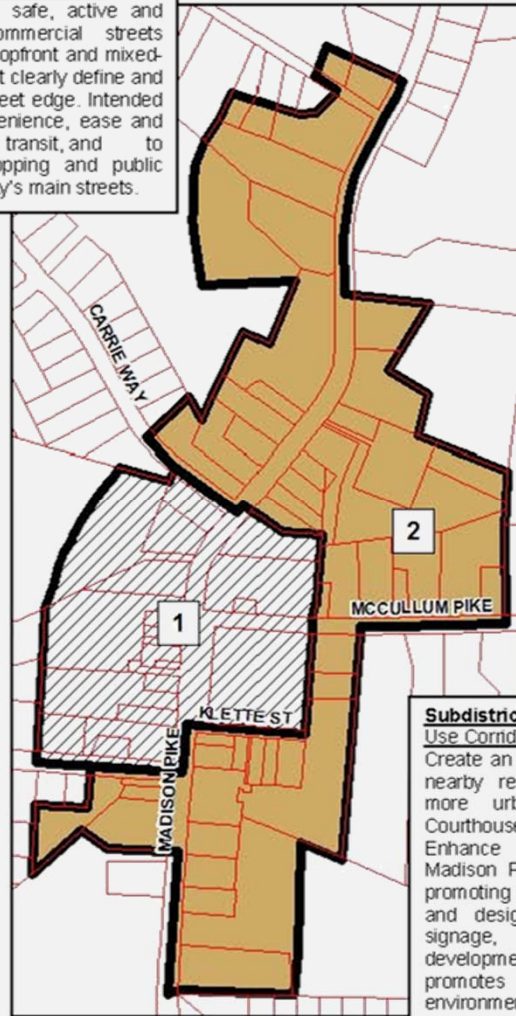 safe, active and
commercial streets
opfront and mixed-
t clearly define and
eet edge. Intended
enience, ease and
transit, and to
opping and public
y's main streets.
CARRIE WAY
2
MCCULLUM PIKE
1
KLETTE ST
MADISON PIKE
Subdistric
Use Corrid
Create an
nearby re
more urb
Courthouse
Enhance
Madison P
promoting
and desig
signage,
developme
promotes
environmen